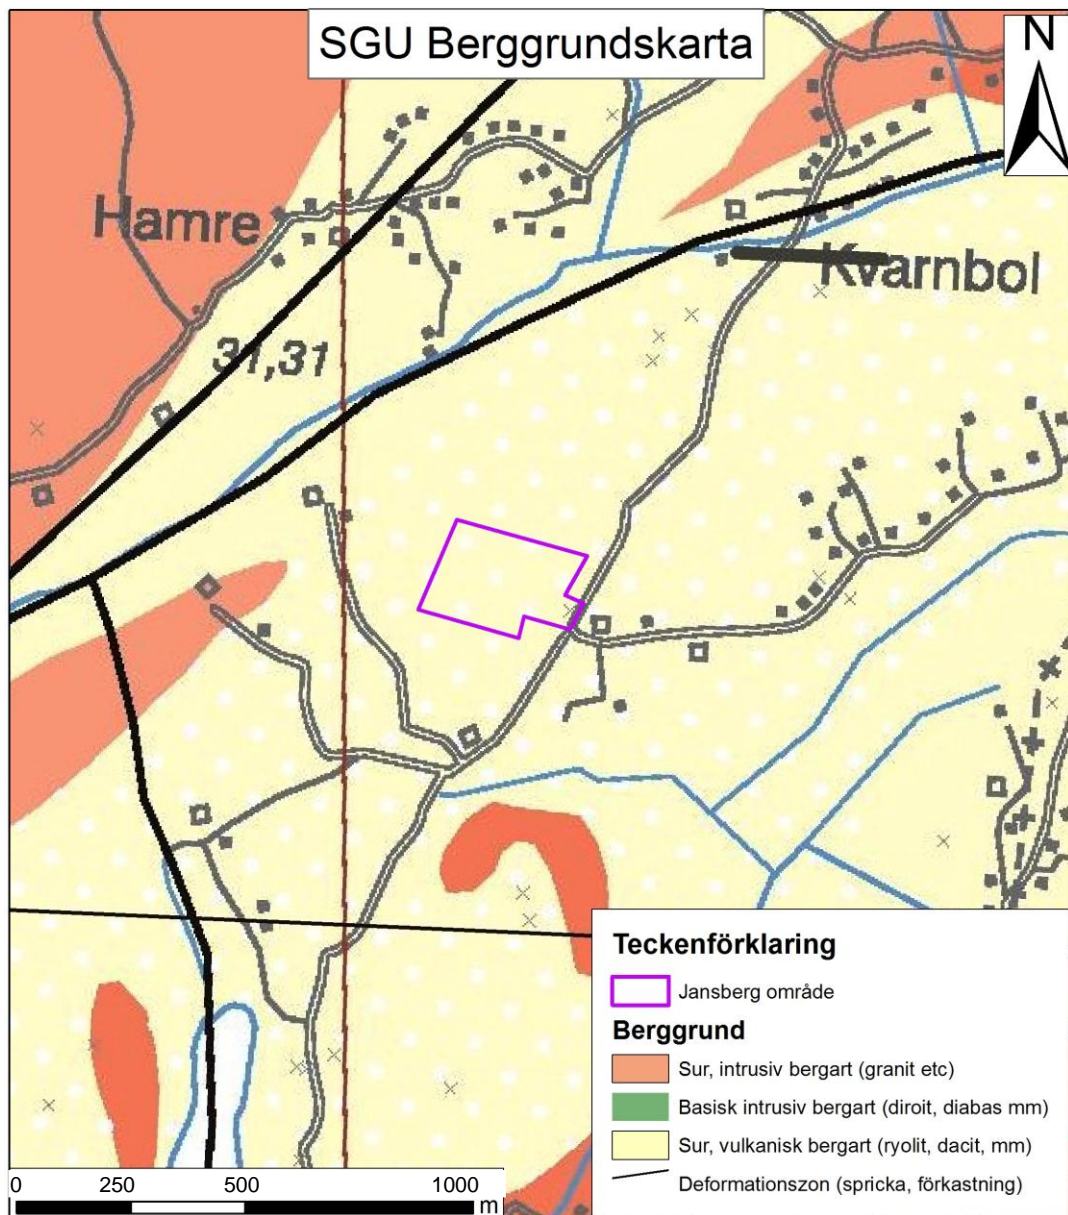 SGU Berggrundskarta
N
Hamre
Kvarnbol
31,31
Teckenförklaring
Jansberg område
Berggrund
Sur, intrusiv bergart (granit etc)
Basisk intrusiv bergart (diroit, diabas mm)
Sur, vulkanisk bergart (ryolit, dacit, mm)
Deformationszon (spricka, förkastning)
0 250 500 1000
m